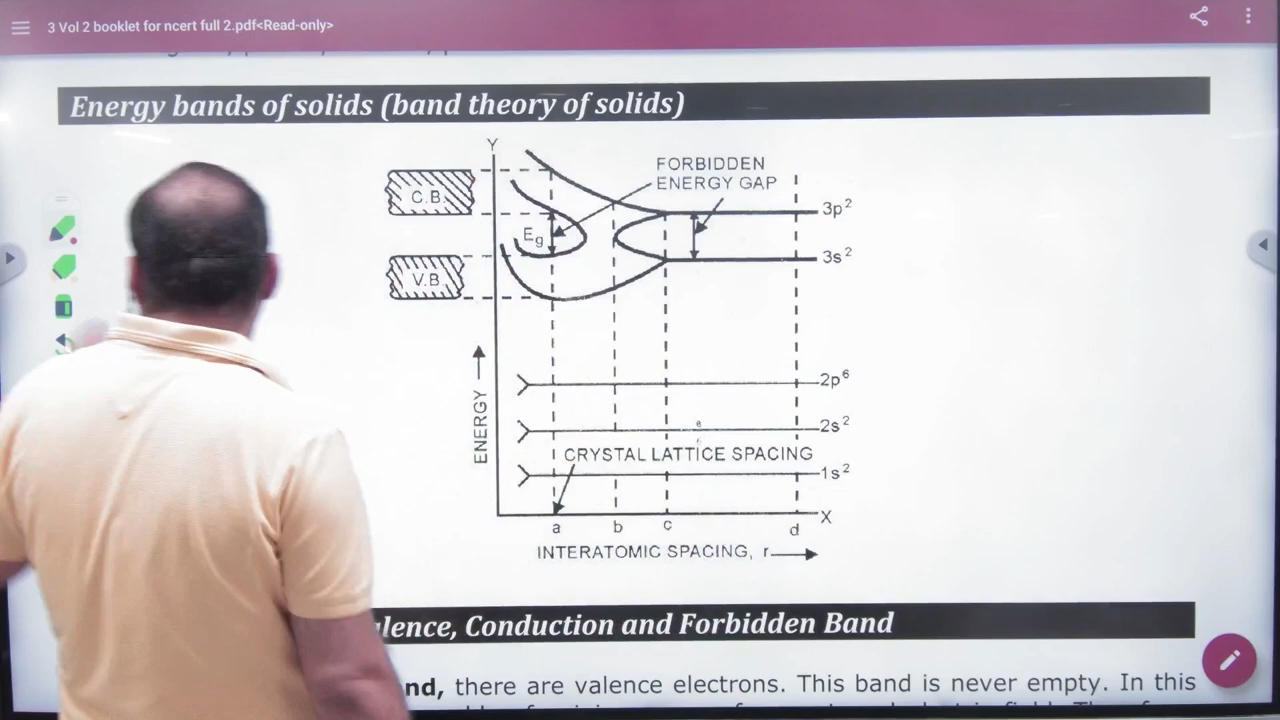 3 Vol 2 booklet for ncert full 2.pdf<Read-only>
Energy bands of solids (band theory of solids)
Y
FORBIDDEN
ENERGY GAP
C.B.
3p²
Eg
3s²
V.B.
2p⁶
ENERGY
2s²
CRYSTAL LATTICE SPACING
1s²
X
a b c d
INTERATOMIC SPACING, r
lence, Conduction and Forbidden Band
nd, there are valence electrons. This band is never empty. In this